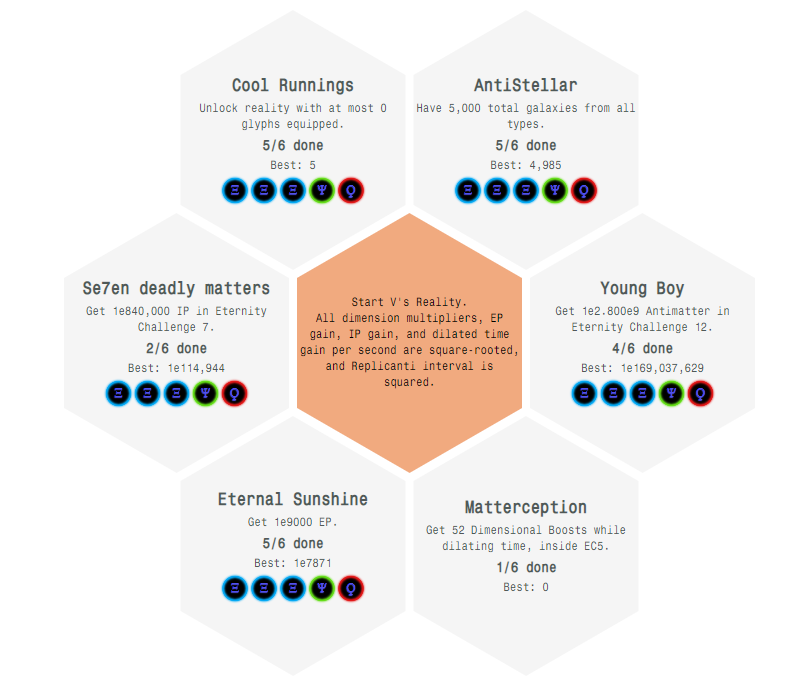 Cool Runnings
Unlock reality with at most 0
glyphs equipped.
5/6 done
Best: 5
Ξ Ξ Ξ Ψ Ϙ
AntiStellar
Have 5,000 total galaxies from all
types.
5/6 done
Best: 4,985
Ξ Ξ Ξ Ψ Ϙ
Se7en deadly matters
Get 1e840,000 IP in Eternity
Challenge 7.
2/6 done
Best: 1e114,944
Ξ Ξ Ξ Ψ Ϙ
Start V's Reality.
All dimension multipliers, EP
gain, IP gain, and dilated time
gain per second are square-rooted,
and Replicanti interval is
squared.
Young Boy
Get 1e2.800e9 Antimatter in
Eternity Challenge 12.
4/6 done
Best: 1e169,037,629
Ξ Ξ Ξ Ψ Ϙ
Eternal Sunshine
Get 1e9000 EP.
5/6 done
Best: 1e7871
Ξ Ξ Ξ Ψ Ϙ
Matterception
Get 52 Dimensional Boosts while
dilating time, inside EC5.
1/6 done
Best: 0